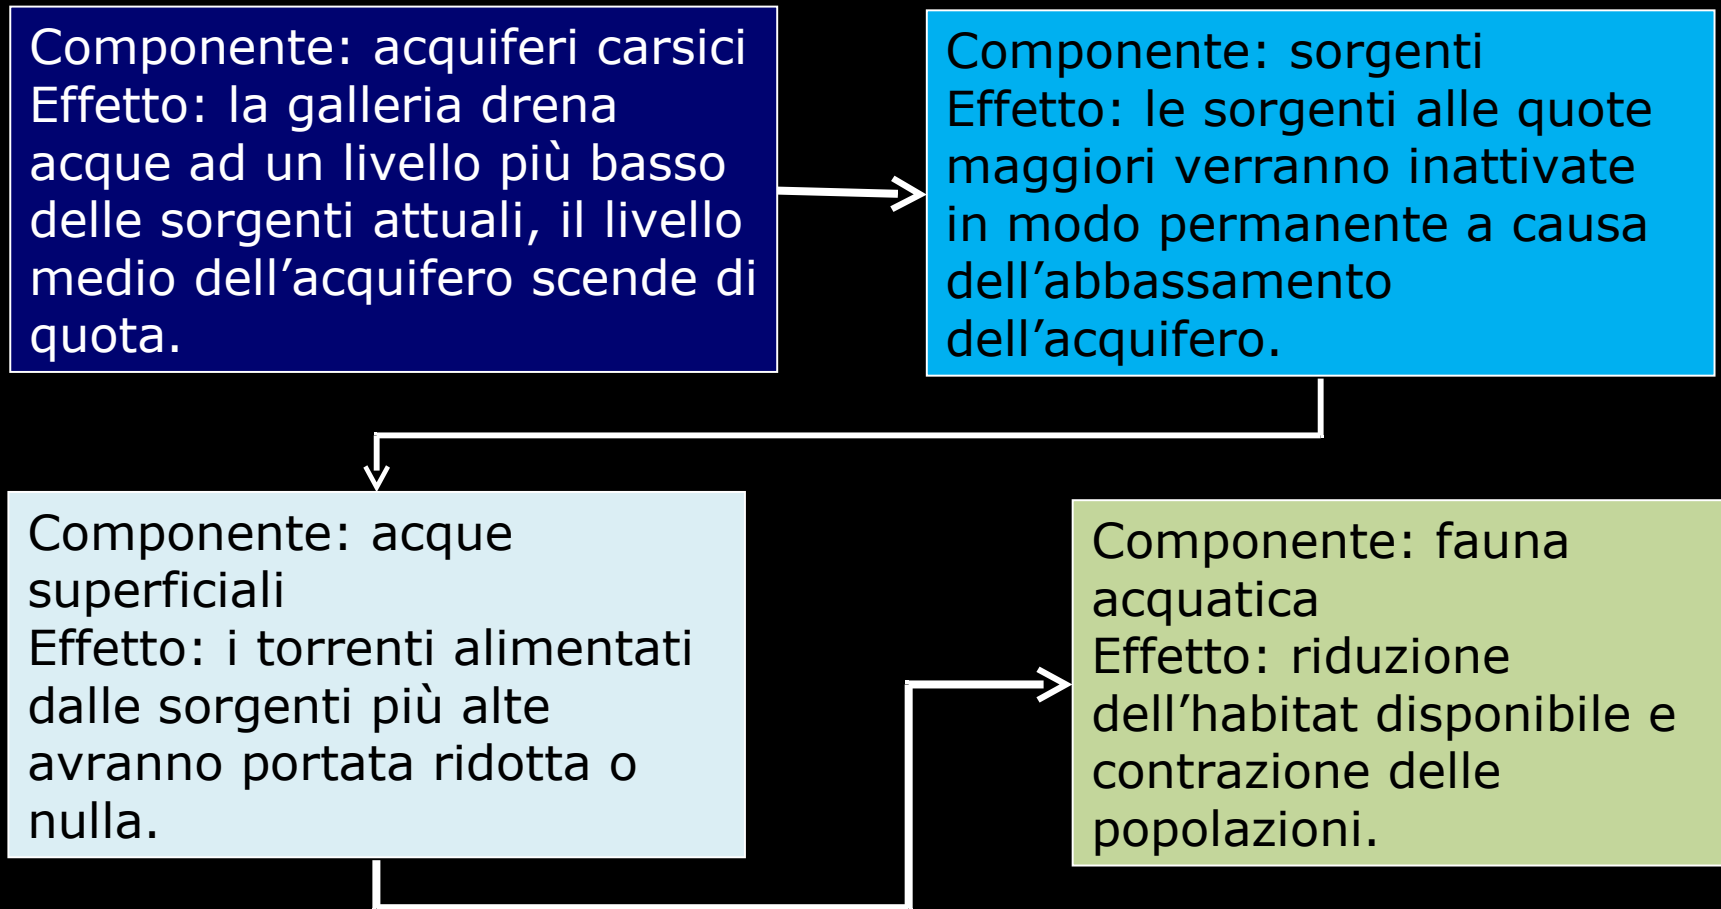 Componente: acquiferi carsici
Effetto: la galleria drena
acque ad un livello più basso
delle sorgenti attuali, il livello
medio dell’acquifero scende di
quota.
Componente: sorgenti
Effetto: le sorgenti alle quote
maggiori verranno inattivate
in modo permanente a causa
dell’abbassamento
dell’acquifero.
Componente: acque
superficiali
Effetto: i torrenti alimentati
dalle sorgenti più alte
avranno portata ridotta o
nulla.
Componente: fauna
acquatica
Effetto: riduzione
dell’habitat disponibile e
contrazione delle
popolazioni.